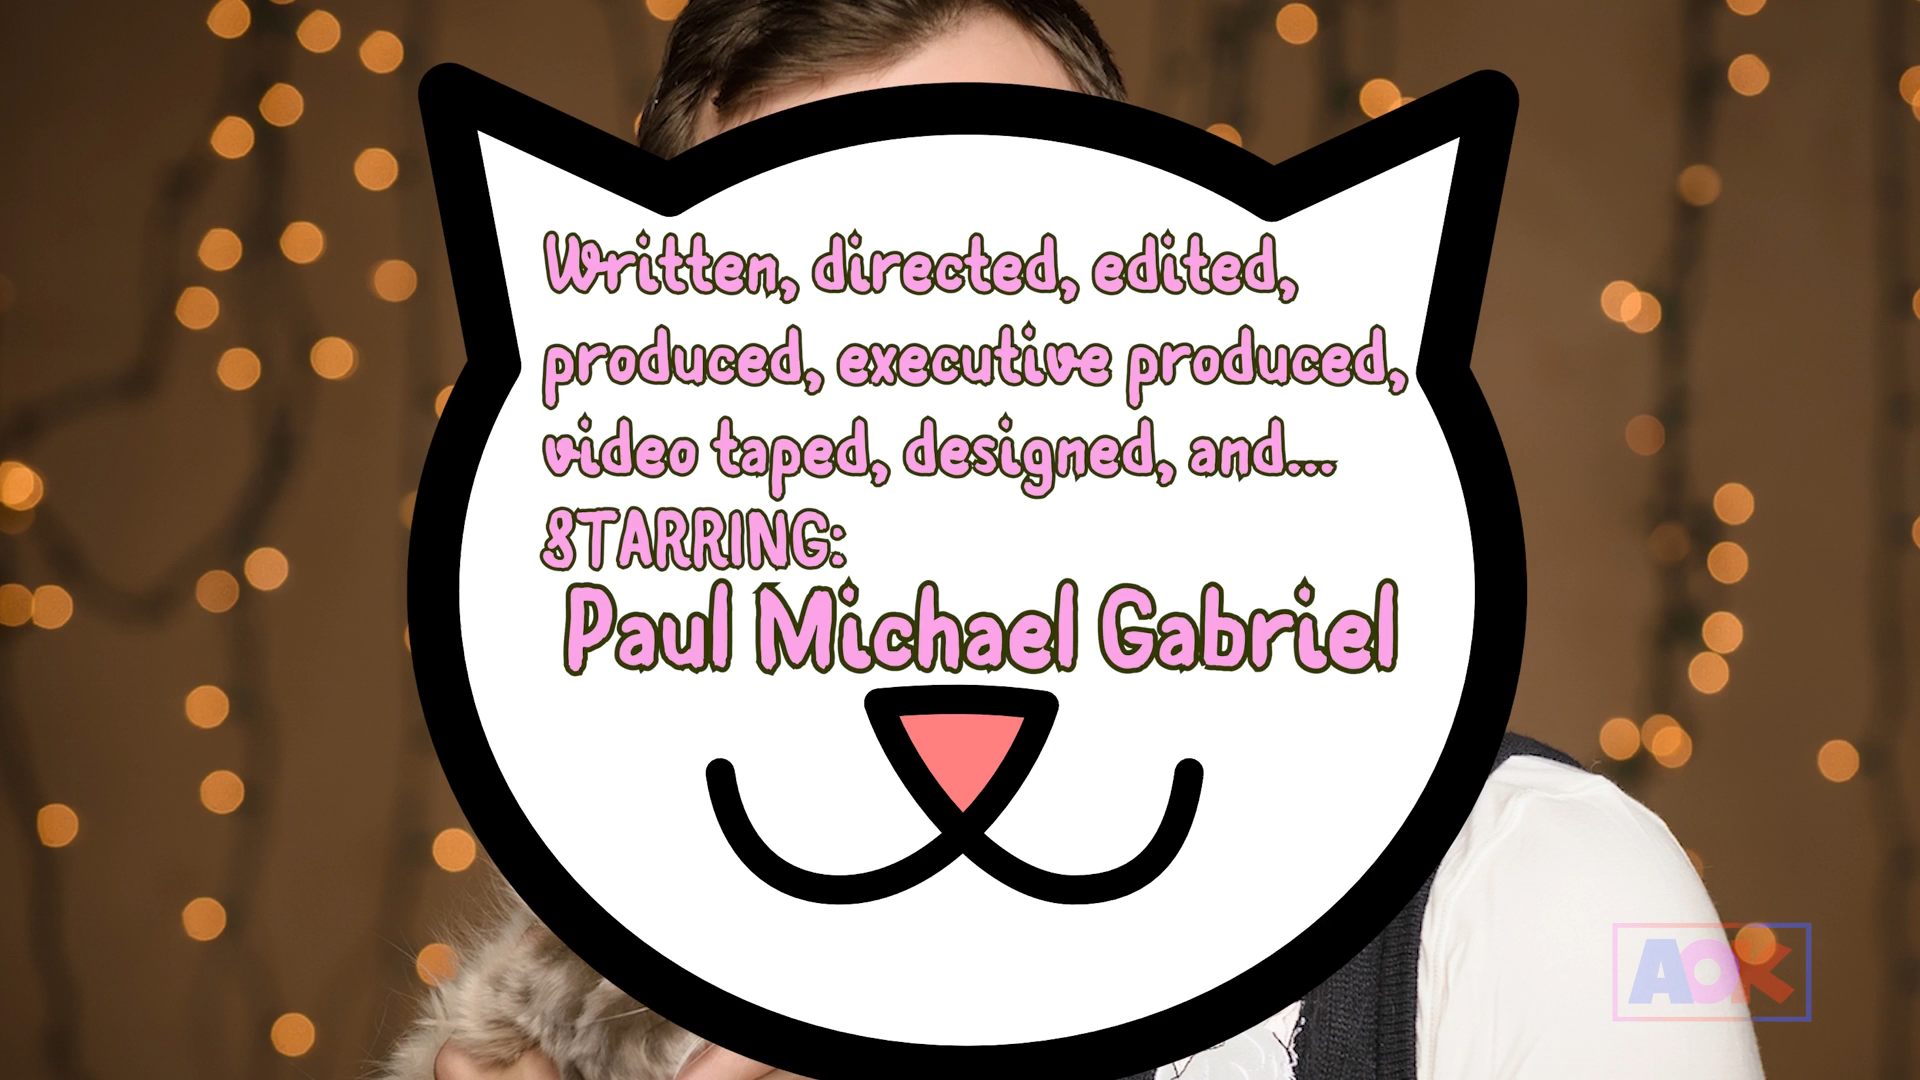 Written, directed, edited,
produced, executive produced,
video taped, designed, and...
STARRING:
Paul Michael Gabriel
AOK